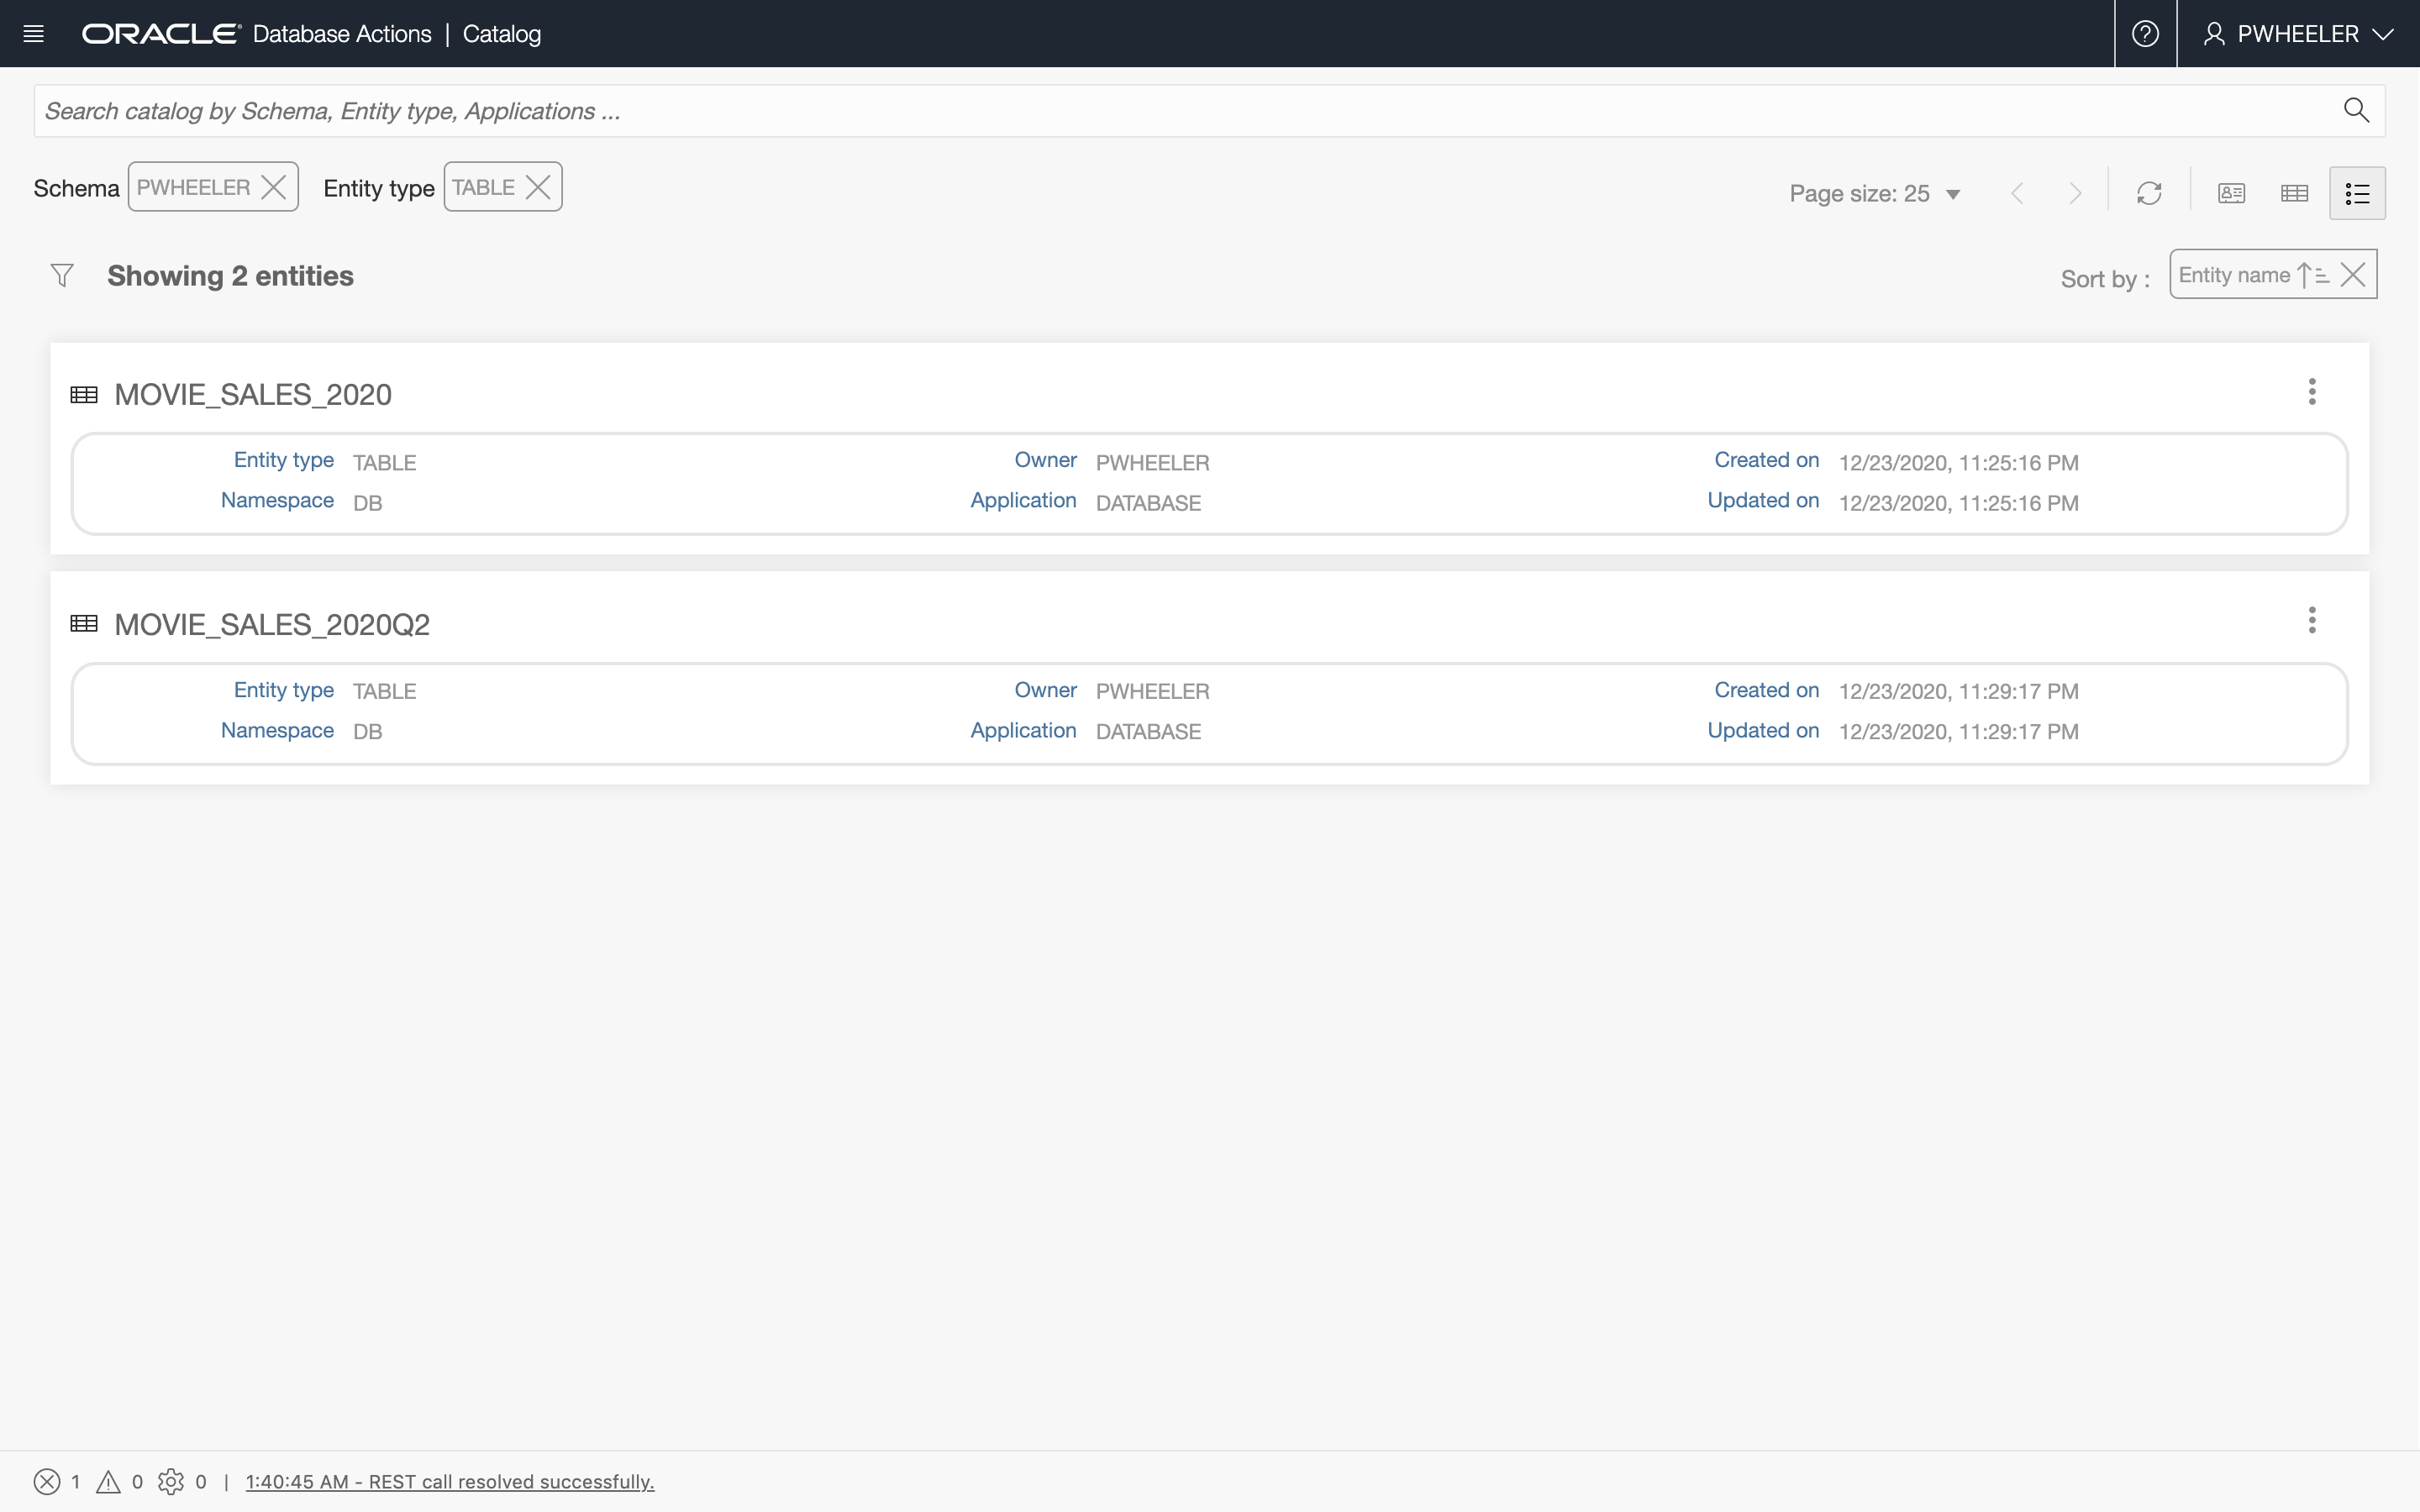 ORACLE Database Actions | Catalog PWHEELER
Search catalog by Schema, Entity type, Applications ...
Schema PWHEELER Entity type TABLE Page size: 25
Showing 2 entities Sort by : Entity name
MOVIE_SALES_2020
Entity type TABLE Owner PWHEELER Created on 12/23/2020, 11:25:16 PM
Namespace DB Application DATABASE Updated on 12/23/2020, 11:25:16 PM
MOVIE_SALES_2020Q2
Entity type TABLE Owner PWHEELER Created on 12/23/2020, 11:29:17 PM
Namespace DB Application DATABASE Updated on 12/23/2020, 11:29:17 PM
1 0 0 | 1:40:45 AM - REST call resolved successfully.